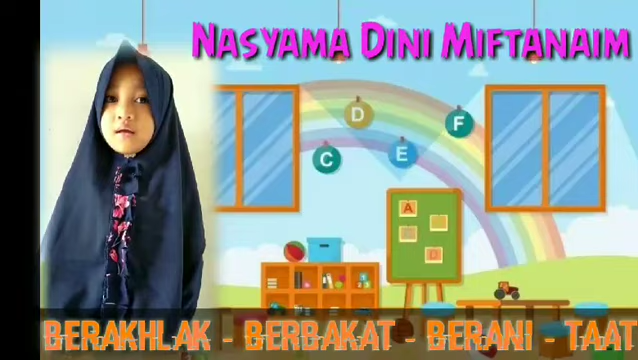 NASYAMA DINI MIFTANAIM
D
F
C
E
A
D
BERAKHLAK - BERBAKAT - BERANI - TAAT